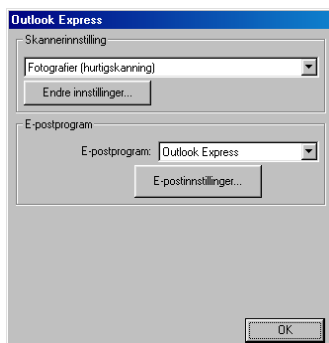 Outlook Express
Skannerinnstilling
Fotografier (hurtigskanning)
Endre innstillinger...
E-postprogram
E-postprogram: Outlook Express
E-postinnstillinger...
OK